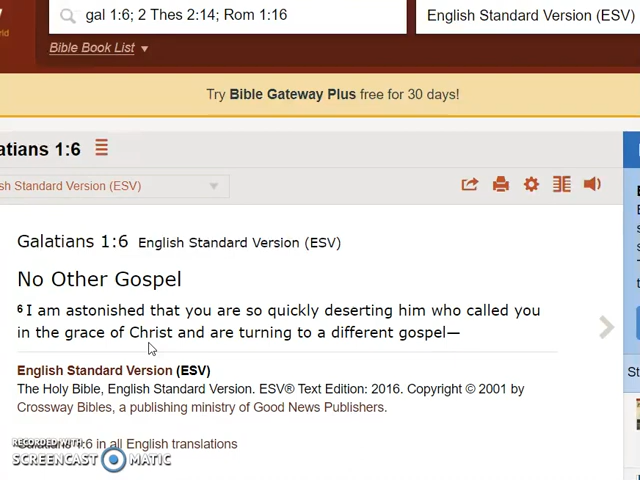 gal 1:6; 2 Thes 2:14; Rom 1:16
English Standard Version (ESV)
Bible Book List
Try Bible Gateway Plus free for 30 days!
atians 1:6
sh Standard Version (ESV)
Galatians 1:6 English Standard Version (ESV)
No Other Gospel
6 I am astonished that you are so quickly deserting him who called you
in the grace of Christ and are turning to a different gospel—
English Standard Version (ESV)
The Holy Bible, English Standard Version. ESV® Text Edition: 2016. Copyright © 2001 by
Crossway Bibles, a publishing ministry of Good News Publishers.
Galatians 1:6 in all English translations
RECORDED WITH
SCREENCAST MATIC
St